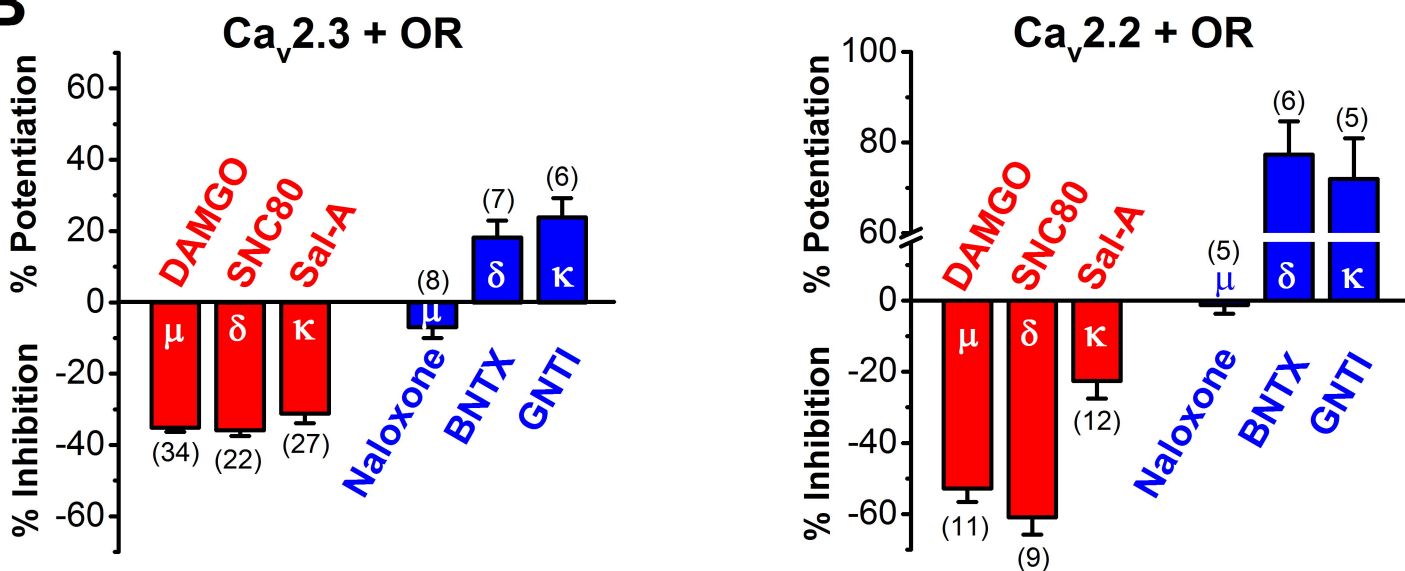 B
Cav2.3 + OR
% Potentiation
% Inhibition
60
40
20
0
-20
-40
-60
DAMGO
SNC80
Sal-A
μ
δ
κ
(34)
(22)
(27)
(8)
μ
(7)
δ
(6)
κ
Naloxone
BNTX
GNTI
Cav2.2 + OR
% Potentiation
% Inhibition
100
80
60
0
-20
-40
-60
DAMGO
SNC80
Sal-A
μ
δ
κ
(11)
(9)
(12)
(5)
μ
(6)
δ
(5)
κ
Naloxone
BNTX
GNTI